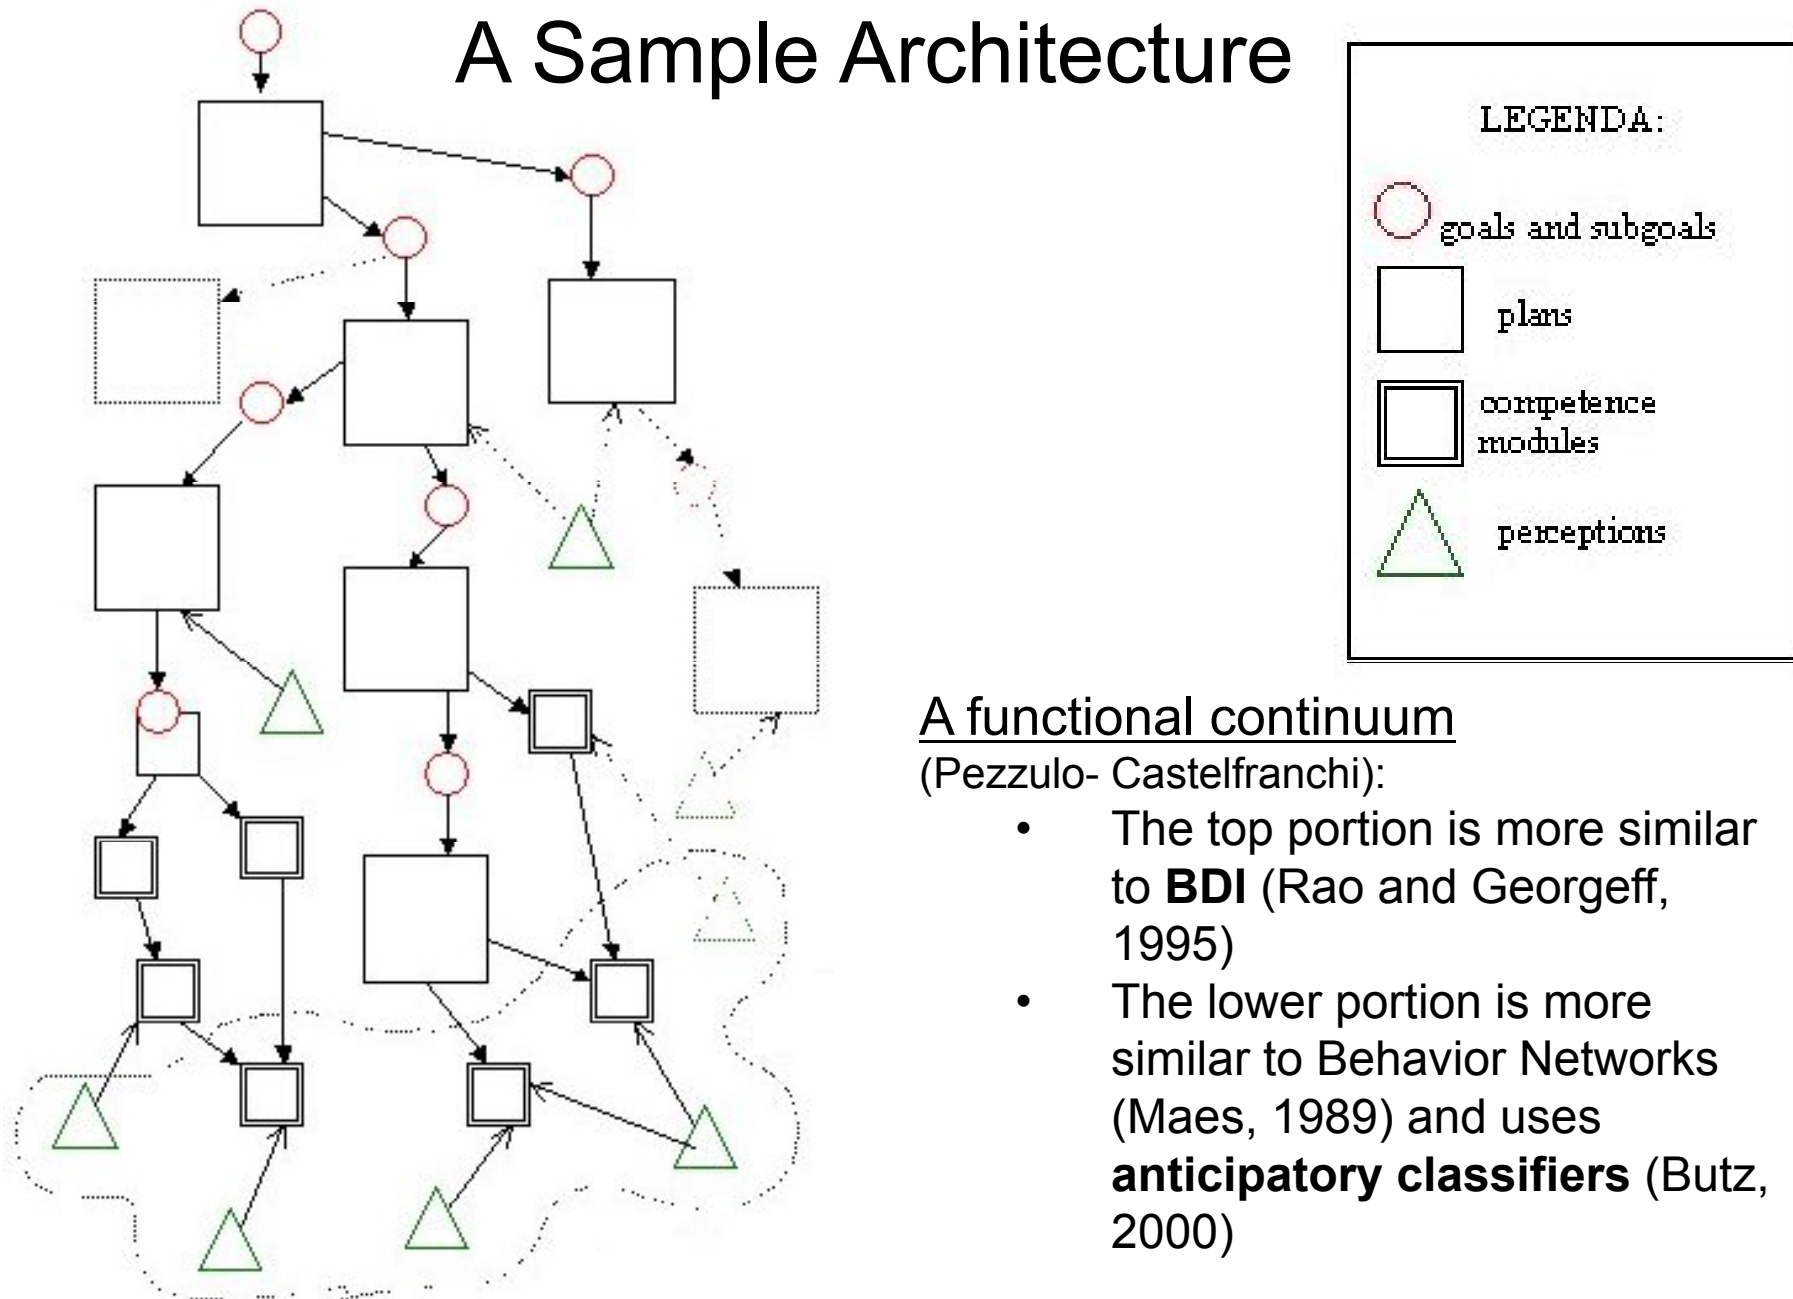 A Sample Architecture
LEGENDA:
goals and subgoals
plans
competence
modules
perceptions
A functional continuum
(Pezzulo- Castelfranchi):
• The top portion is more similar
to BDI (Rao and Georgeff,
1995)
• The lower portion is more
similar to Behavior Networks
(Maes, 1989) and uses
anticipatory classifiers (Butz,
2000)